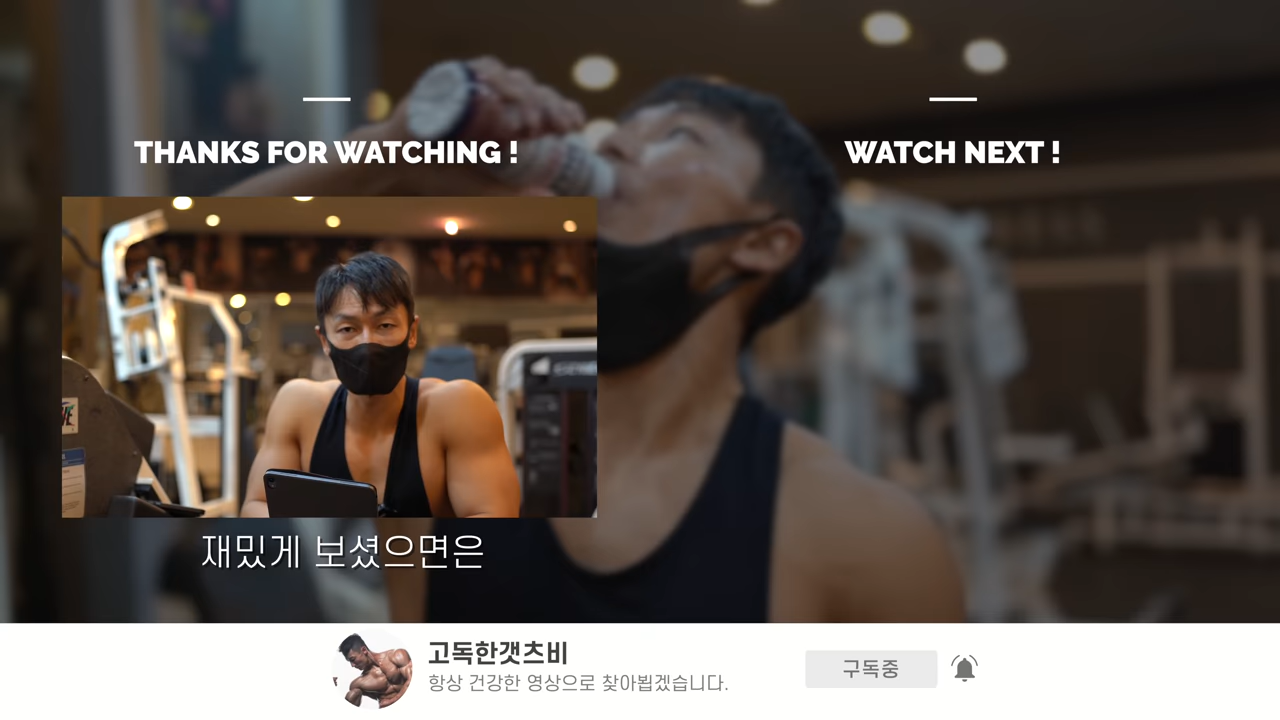 THANKS FOR WATCHING !
WATCH NEXT !
재밌게 보셨으면은
고독한갯츠비
항상 건강한 영상으로 찾아뵙겠습니다.
구독중